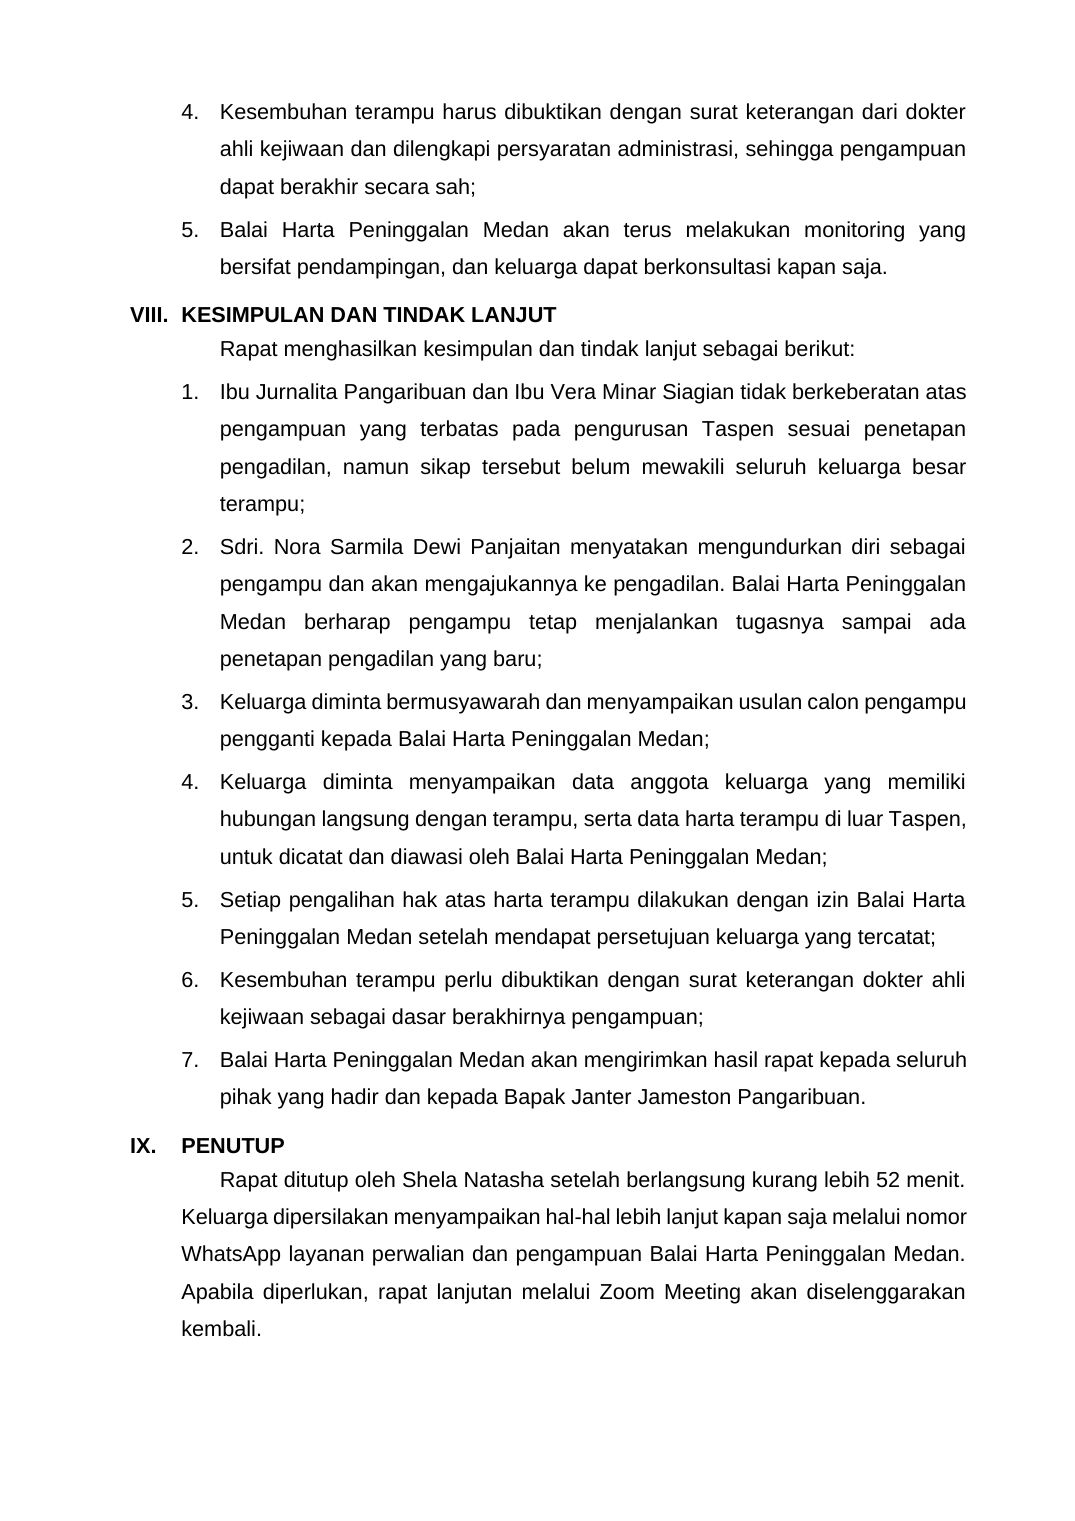 4. Kesembuhan terampu harus dibuktikan dengan surat keterangan dari dokter
ahli kejiwaan dan dilengkapi persyaratan administrasi, sehingga pengampuan
dapat berakhir secara sah;
5. Balai Harta Peninggalan Medan akan terus melakukan monitoring yang
bersifat pendampingan, dan keluarga dapat berkonsultasi kapan saja.
VIII. KESIMPULAN DAN TINDAK LANJUT
Rapat menghasilkan kesimpulan dan tindak lanjut sebagai berikut:
1. Ibu Jurnalita Pangaribuan dan Ibu Vera Minar Siagian tidak berkeberatan atas
pengampuan yang terbatas pada pengurusan Taspen sesuai penetapan
pengadilan, namun sikap tersebut belum mewakili seluruh keluarga besar
terampu;
2. Sdri. Nora Sarmila Dewi Panjaitan menyatakan mengundurkan diri sebagai
pengampu dan akan mengajukannya ke pengadilan. Balai Harta Peninggalan
Medan berharap pengampu tetap menjalankan tugasnya sampai ada
penetapan pengadilan yang baru;
3. Keluarga diminta bermusyawarah dan menyampaikan usulan calon pengampu
pengganti kepada Balai Harta Peninggalan Medan;
4. Keluarga diminta menyampaikan data anggota keluarga yang memiliki
hubungan langsung dengan terampu, serta data harta terampu di luar Taspen,
untuk dicatat dan diawasi oleh Balai Harta Peninggalan Medan;
5. Setiap pengalihan hak atas harta terampu dilakukan dengan izin Balai Harta
Peninggalan Medan setelah mendapat persetujuan keluarga yang tercatat;
6. Kesembuhan terampu perlu dibuktikan dengan surat keterangan dokter ahli
kejiwaan sebagai dasar berakhirnya pengampuan;
7. Balai Harta Peninggalan Medan akan mengirimkan hasil rapat kepada seluruh
pihak yang hadir dan kepada Bapak Janter Jameston Pangaribuan.
IX. PENUTUP
Rapat ditutup oleh Shela Natasha setelah berlangsung kurang lebih 52 menit.
Keluarga dipersilakan menyampaikan hal-hal lebih lanjut kapan saja melalui nomor
WhatsApp layanan perwalian dan pengampuan Balai Harta Peninggalan Medan.
Apabila diperlukan, rapat lanjutan melalui Zoom Meeting akan diselenggarakan
kembali.